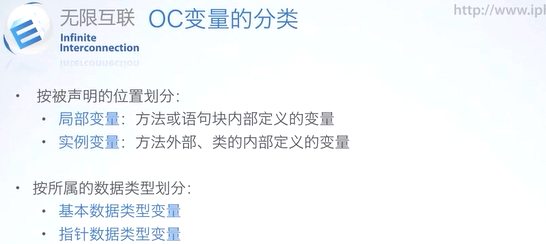 无限互联
Infinite
Interconnection
OC变量的分类
http://www.ipl
• 按被声明的位置划分：
• 局部变量：方法或语句块内部定义的变量
• 实例变量：方法外部、类的内部定义的变量
• 按所属的数据类型划分：
• 基本数据类型变量
• 指针数据类型变量